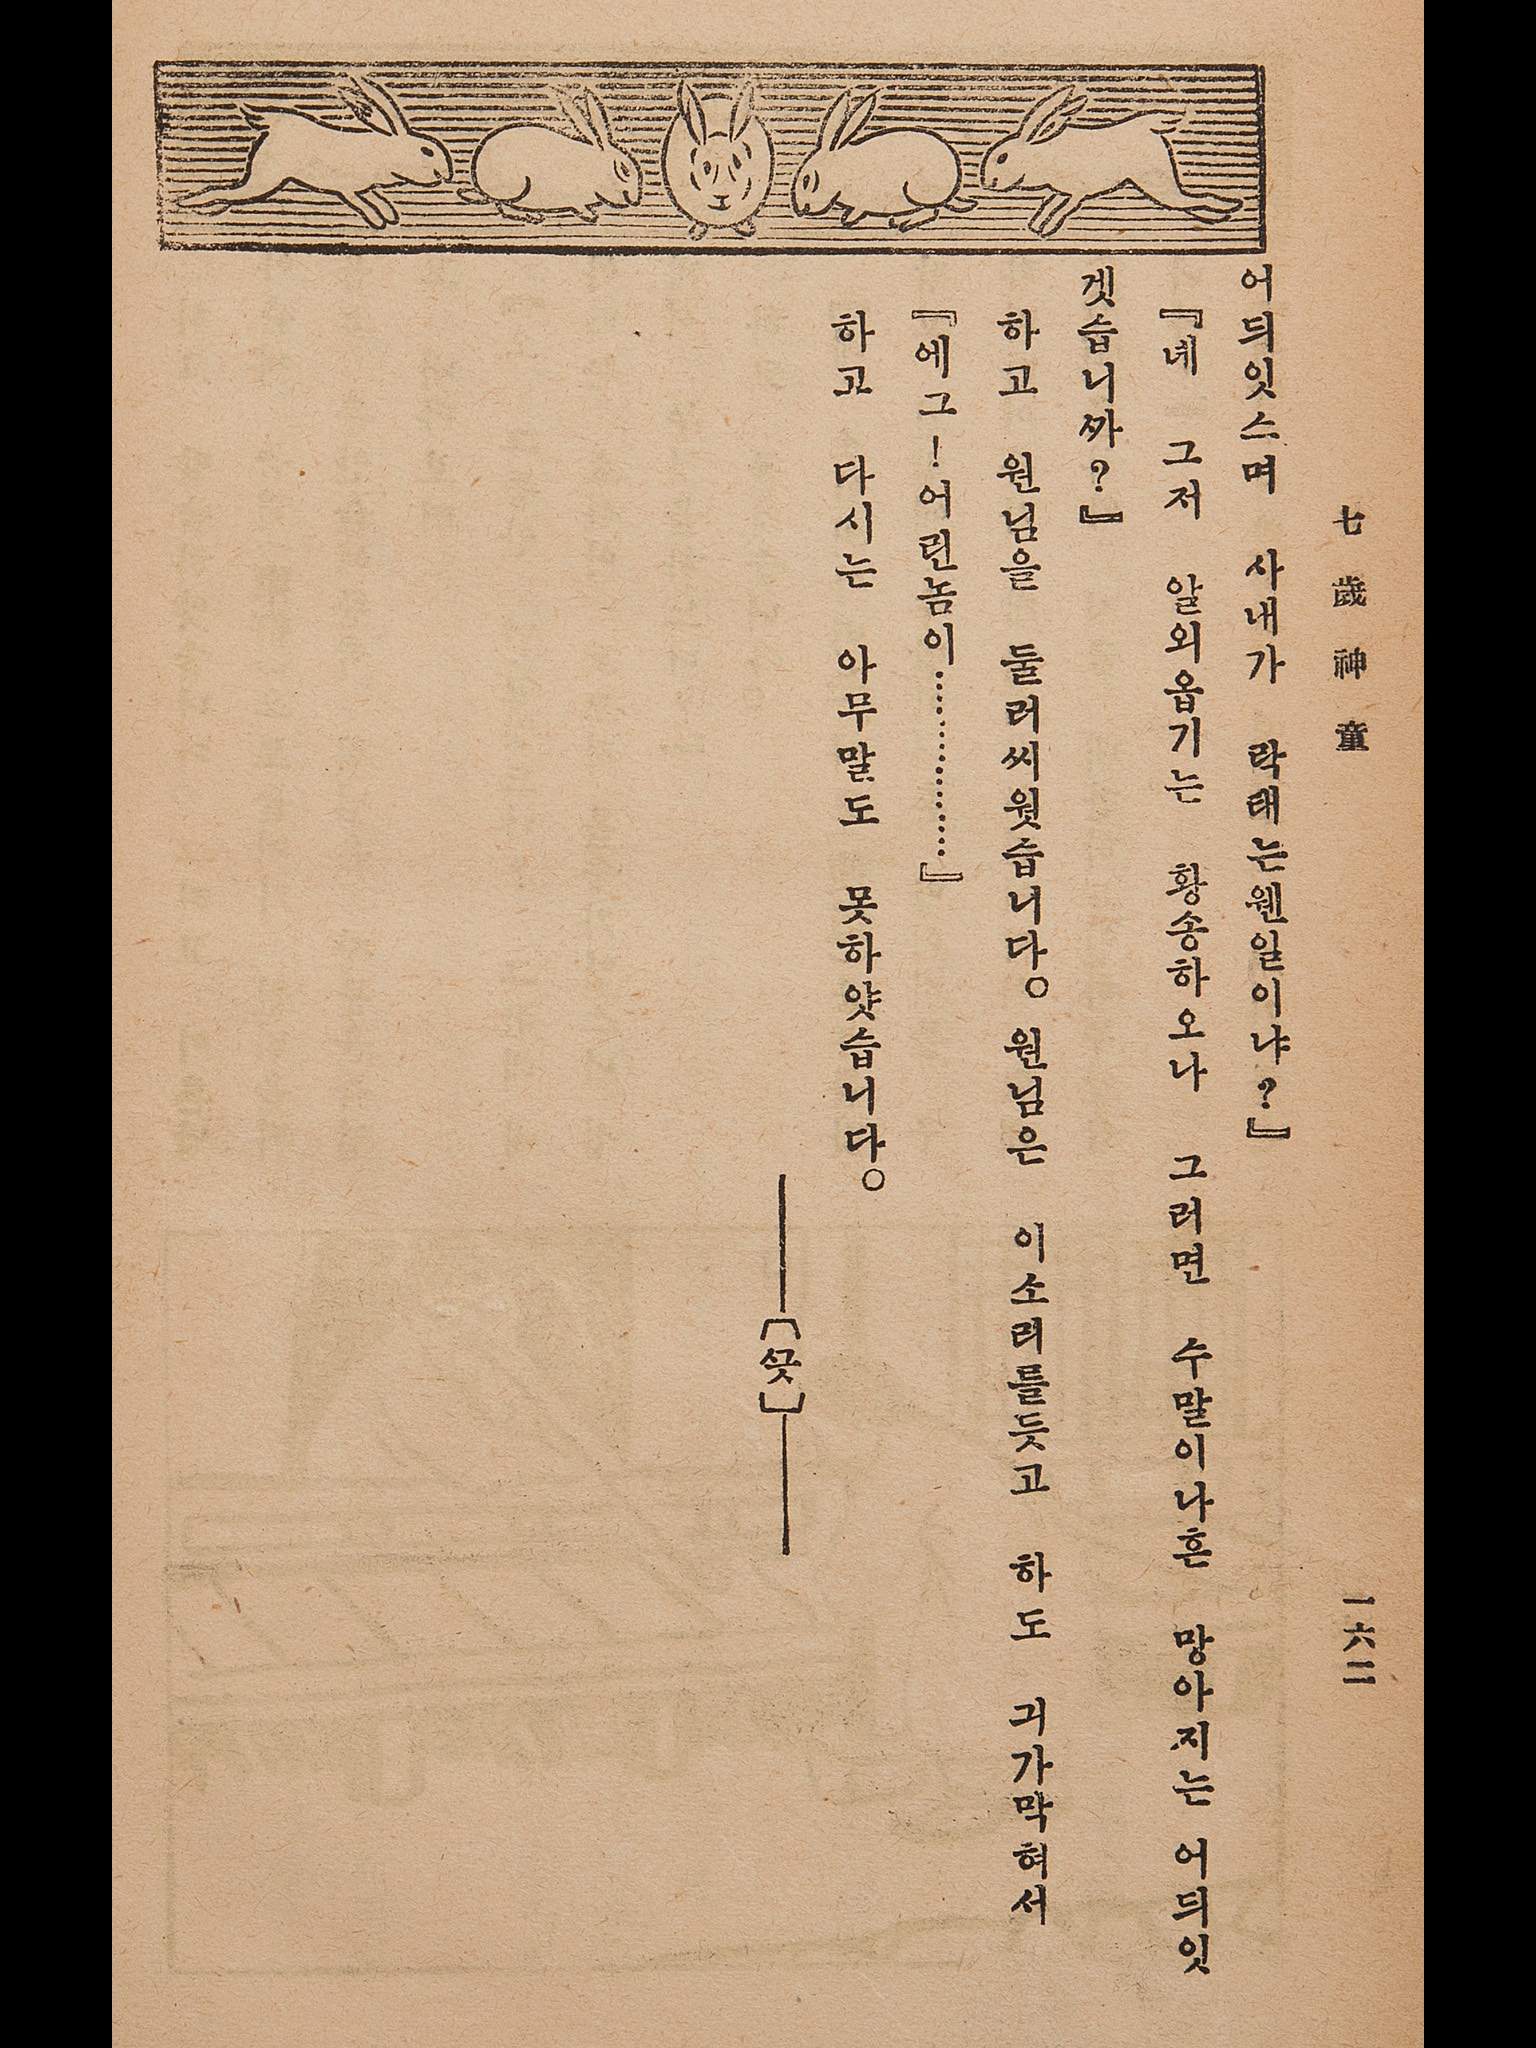 七歲神童
一六二
어듸잇스며 사내가 락태는웬일이냐?』
『녜 그저 알외옵기는 황송하오나 그러면 수말이나흔 망아지는 어듸잇
겟습니까?』
하고 원님을 둘러씨웟습니다。 원님은 이소리를듯고 하도 긔가막혀서
『에그!어린놈이…………』
하고 다시는 아무말도 못하얏습니다。
〔ᄭᅳᆺ〕